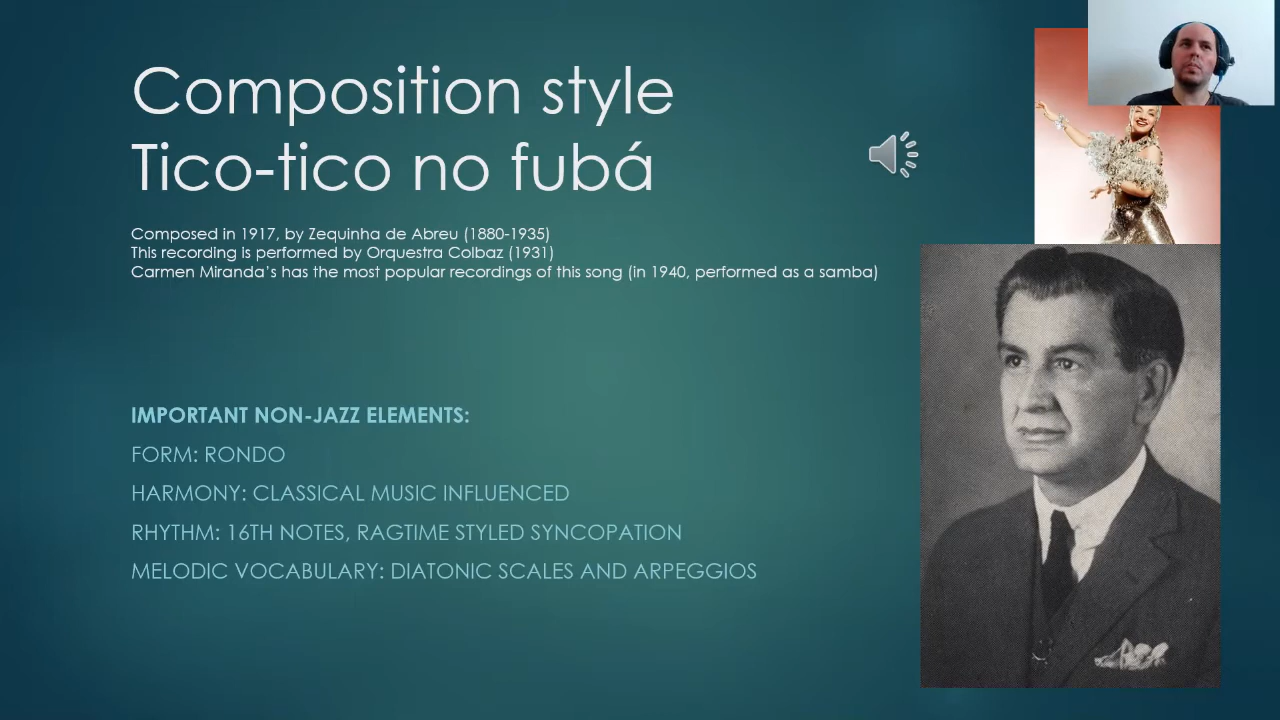 Composition style
Tico-tico no fubá
Composed in 1917, by Zequinha de Abreu (1880-1935)
This recording is performed by Orquestra Colbaz (1931)
Carmen Miranda's has the most popular recordings of this song (in 1940, performed as a samba)
IMPORTANT NON-JAZZ ELEMENTS:
FORM: RONDO
HARMONY: CLASSICAL MUSIC INFLUENCED
RHYTHM: 16TH NOTES, RAGTIME STYLED SYNCOPATION
MELODIC VOCABULARY: DIATONIC SCALES AND ARPEGGIOS